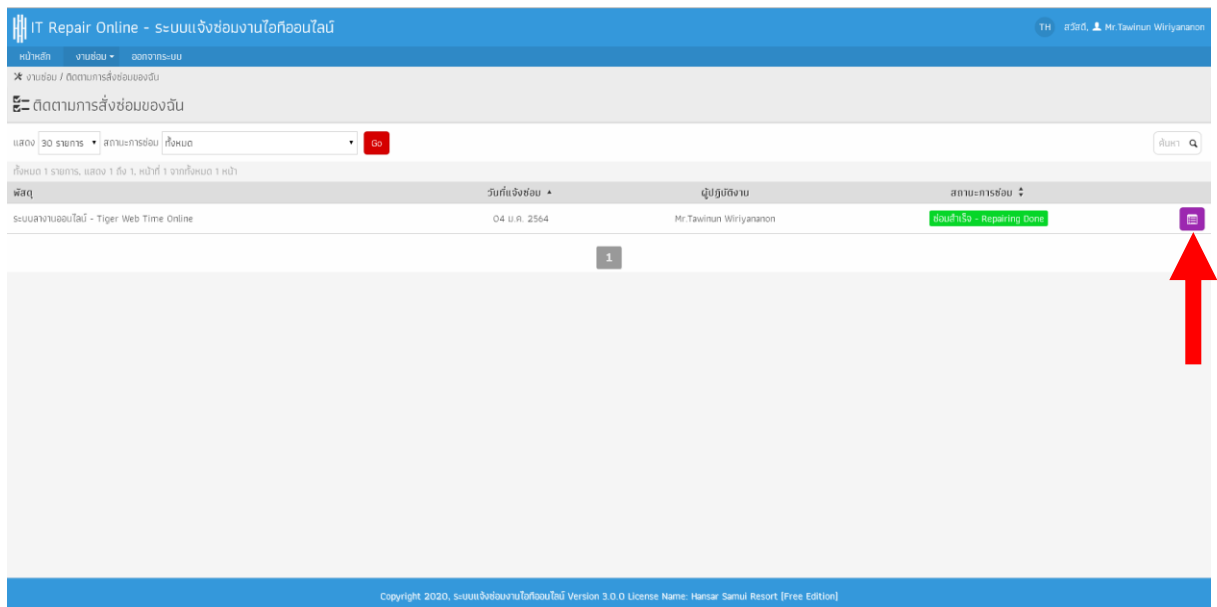 IT Repair Online - ระบบแจ้งซ่อมงานไอทีออนไลน์
TH สวัสดี, Mr.Tawinun Wiriyananon
หน้าหลัก งานซ่อม ออกจากระบบ
งานซ่อม / ติดตามการสั่งซ่อมของฉัน
ติดตามการสั่งซ่อมของฉัน
แสดง 30 รายการ สถานะการซ่อม ทั้งหมด Go ค้นหา
ทั้งหมด 1 รายการ, แสดง 1 ถึง 1, หน้าที่ 1 จากทั้งหมด 1 หน้า
พัสดุ วันที่แจ้งซ่อม ผู้ปฏิบัติงาน สถานะการซ่อม
ระบบลางานออนไลน์ - Tiger Web Time Online 04 ม.ค. 2564 Mr.Tawinun Wiriyananon ซ่อมสำเร็จ - Repairing Done
1
Copyright 2020, ระบบแจ้งซ่อมงานไอทีออนไลน์ Version 3.0.0 License Name: Hansar Samui Resort [Free Edition]